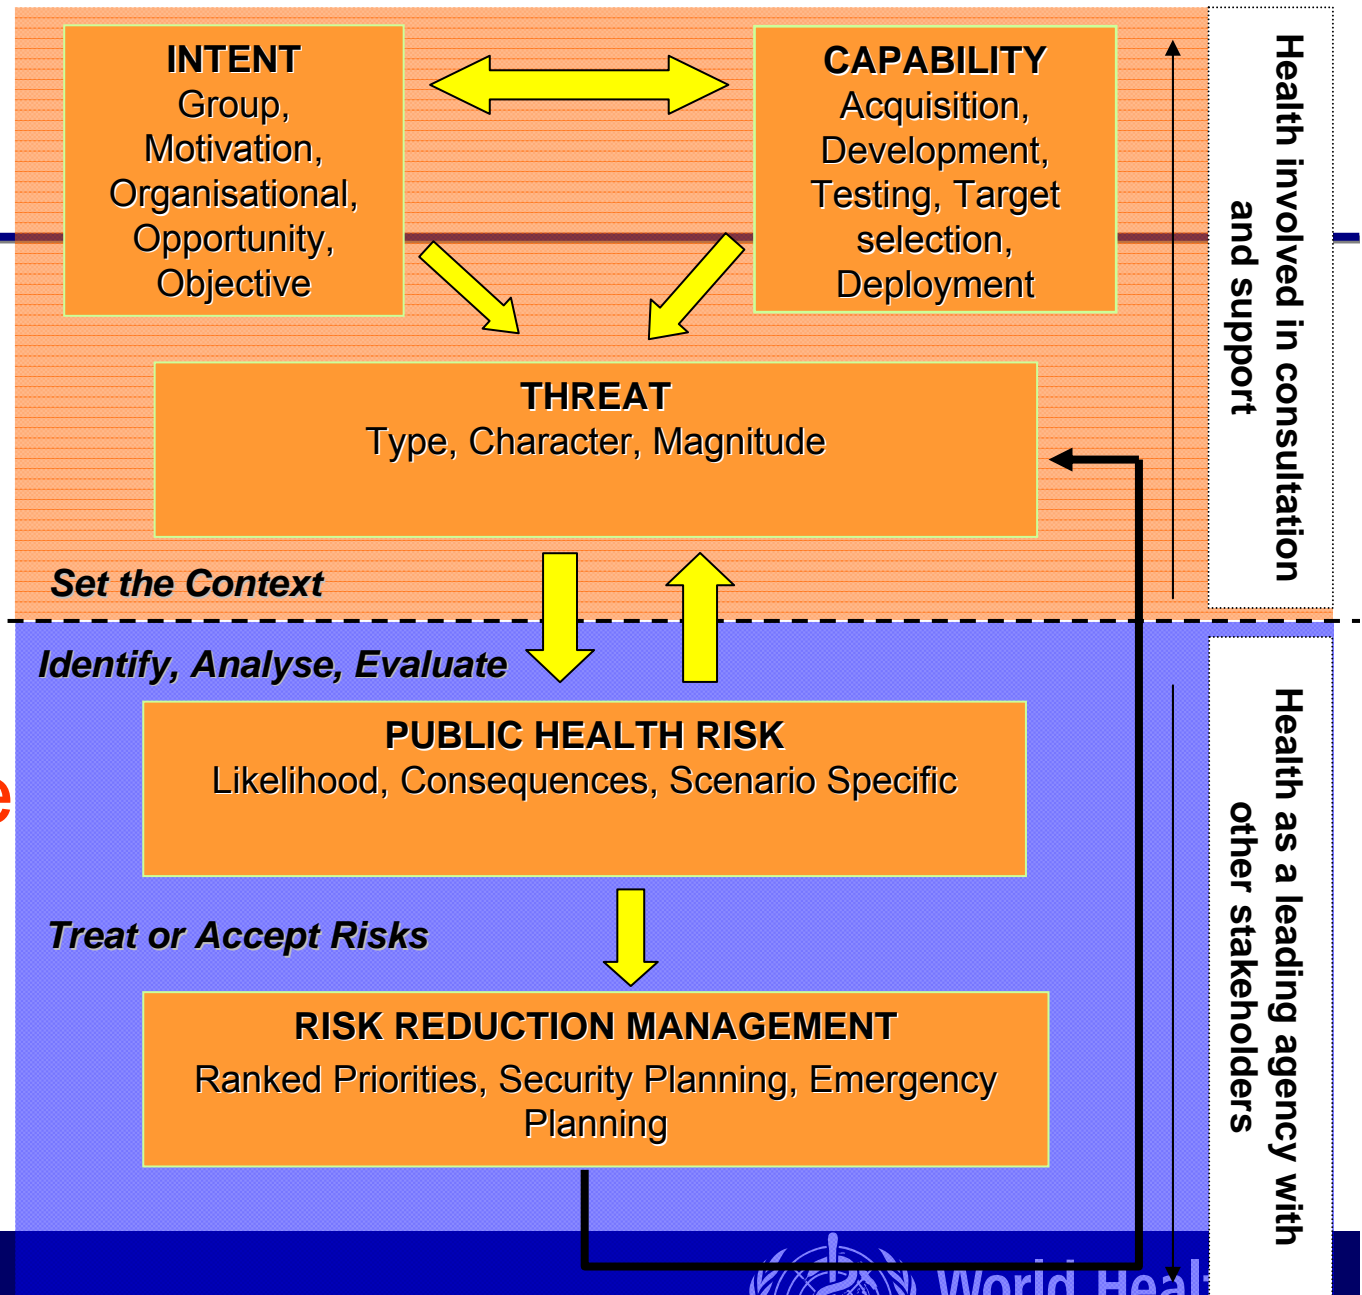 INTENT
Group,
Motivation,
Organisational,
Opportunity,
Objective
CAPABILITY
Acquisition,
Development,
Testing, Target
selection,
Deployment
Health involved in consultation
and support
THREAT
Type, Character, Magnitude
Set the Context
Identify, Analyse, Evaluate
PUBLIC HEALTH RISK
Likelihood, Consequences, Scenario Specific
e
Treat or Accept Risks
RISK REDUCTION MANAGEMENT
Ranked Priorities, Security Planning, Emergency
Planning
Health as a leading agency with
other stakeholders
World